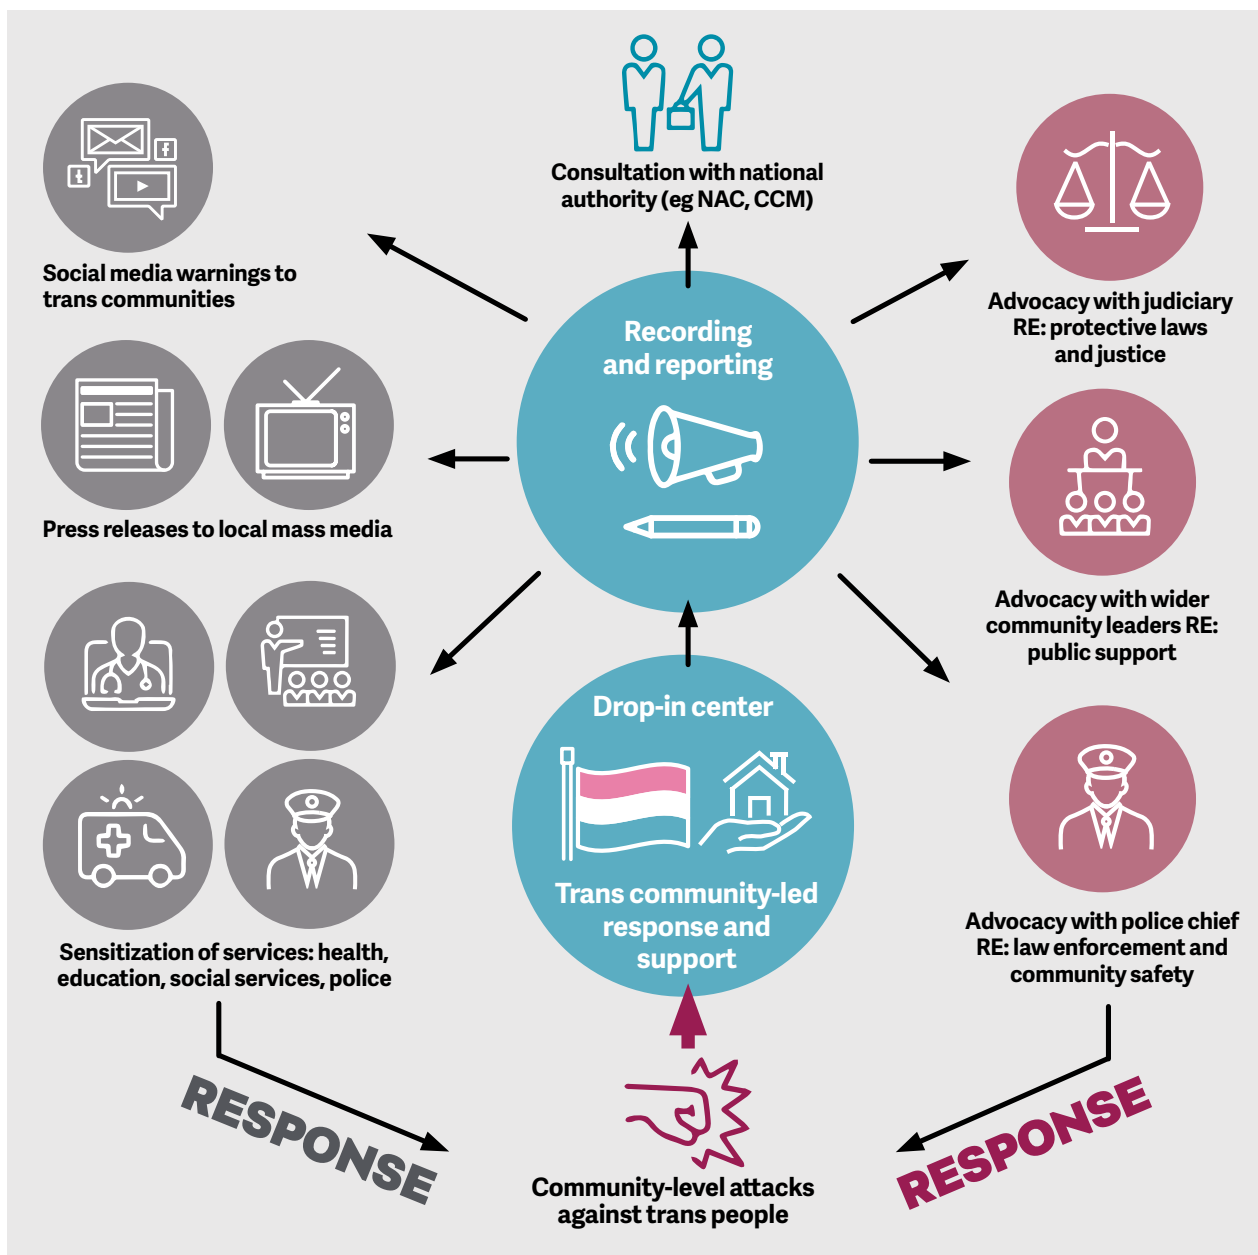 Consultation with national
authority (eg NAC, CCM)
Social media warnings to
trans communities
Press releases to local mass media
Sensitization of services: health,
education, social services, police
RESPONSE
Recording
and reporting
Drop-in center
Trans community-led
response and
support
Community-level attacks
against trans people
Advocacy with judiciary
RE: protective laws
and justice
Advocacy with wider
community leaders RE:
public support
Advocacy with police chief
RE: law enforcement and
community safety
RESPONSE